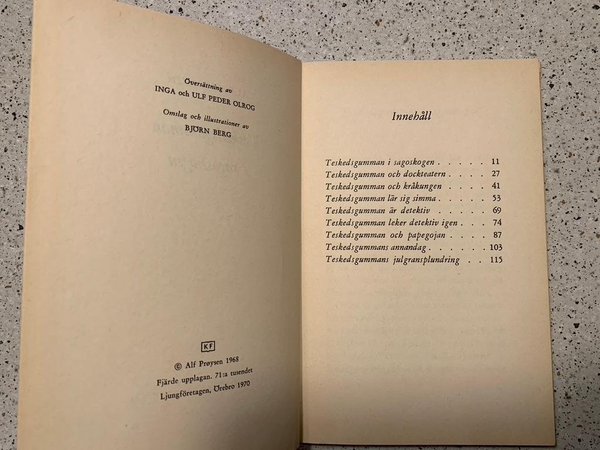 Översättning av
INGA och ULF PEDER OLROG
Omslag och illustrationer av
BJÖRN BERG
KF
© Alf Prøysen 1968
Fjärde upplagan. 71:a tusendet
Ljungföretagen, Örebro 1970
Innehåll
Teskedsgumman i sagoskogen . . . . . 11
Teskedsgumman och dockteatern . . . . 27
Teskedsgumman och kråkungen . . . . 41
Teskedsgumman lär sig simma . . . . 53
Teskedsgumman är detektiv . . . . . 69
Teskedsgumman leker detektiv igen . . . 74
Teskedsgumman och papegojan . . . . 87
Teskedsgummans annandag . . . . . 103
Teskedsgummans julgransplundring . . . 115